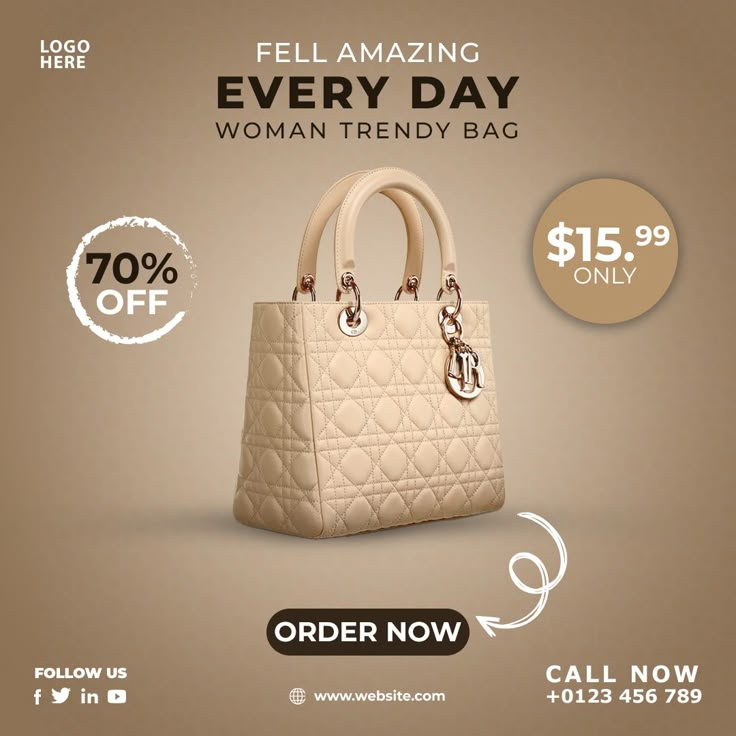 LOGO
HERE
FELL AMAZING
EVERY DAY
WOMAN TRENDY BAG
70%
OFF
$15.99
ONLY
ORDER NOW
FOLLOW US
www.website.com
CALL NOW
+0123 456 789